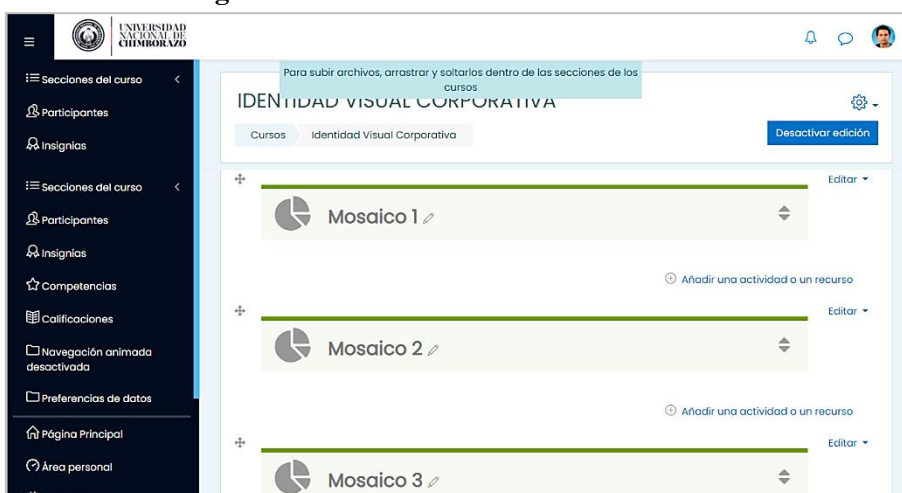 UNIVERSIDAD
NACIONAL DE
CHIMBORAZO
Secciones del curso
Participantes
Insignias
Secciones del curso
Participantes
Insignias
Competencias
Calificaciones
Navegación animada
desactivada
Preferencias de datos
Página Principal
Área personal
Para subir archivos, arrastrar y soltarlos dentro de las secciones de los
cursos
IDENTIDAD VISUAL CORPORATIVA
Cursos
Identidad Visual Corporativa
Desactivar edición
Editar
Mosaico 1
Añadir una actividad o un recurso
Editar
Mosaico 2
Añadir una actividad o un recurso
Editar
Mosaico 3